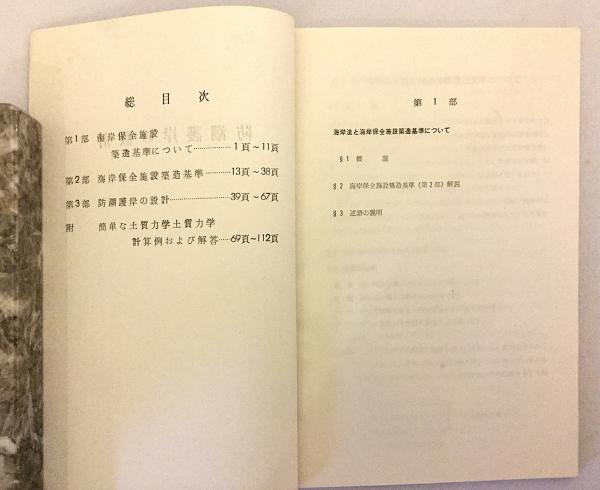 総目次
第1部 海岸保全施設
築造基準について………………1頁~11頁
第2部 海岸保全施設築造基準………13頁~38頁
第3部 防潮護岸の設計………………39頁~67頁
附 簡単な土質力学土質力学
計算例および解答……69頁~112頁
第1部
海岸法と海岸保全施設築造基準について
§1 概説
§2 海岸保全施設築造基準（第2部）解説
§3 述語の説明